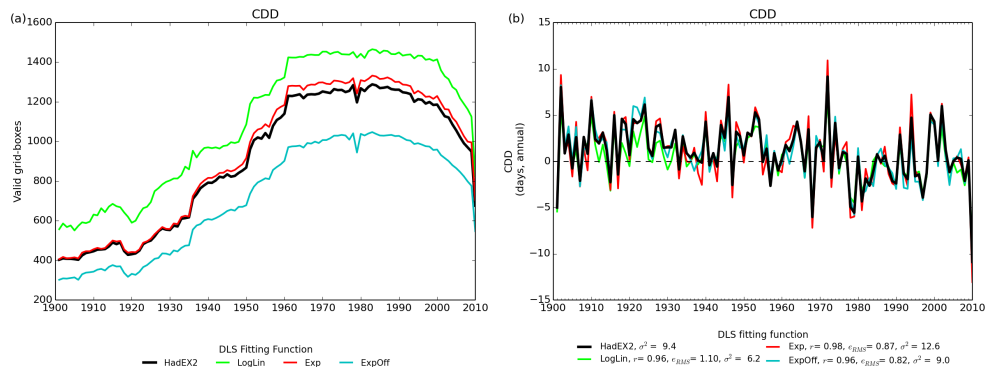 (a)
CDD
Valid grid-boxes
1600
1400
1200
1000
800
600
400
200
1900 1910 1920 1930 1940 1950 1960 1970 1980 1990 2000 2010
DLS Fitting Function
HadEX2 LogLin Exp ExpOff
(b)
CDD
CDD
(days, annual)
15
10
5
0
−5
−10
−15
1900 1910 1920 1930 1940 1950 1960 1970 1980 1990 2000 2010
DLS fitting function
HadEX2, σ² = 9.4
Exp, r= 0.98, eRMS= 0.87, σ² = 12.6
LogLin, r= 0.96, eRMS= 1.10, σ² = 6.2
ExpOff, r= 0.96, eRMS= 0.82, σ² = 9.0